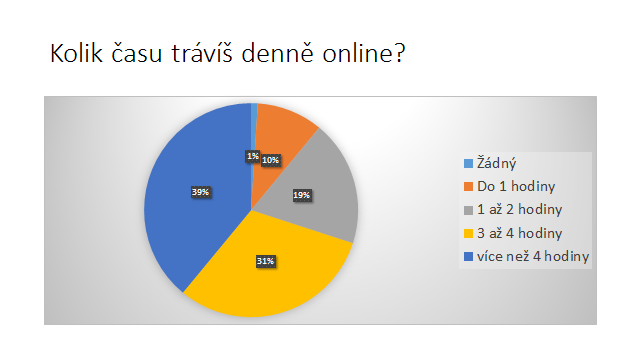 Kolik času trávíš denně online?
1%
10%
19%
31%
39%
Žádný
Do 1 hodiny
1 až 2 hodiny
3 až 4 hodiny
více než 4 hodiny